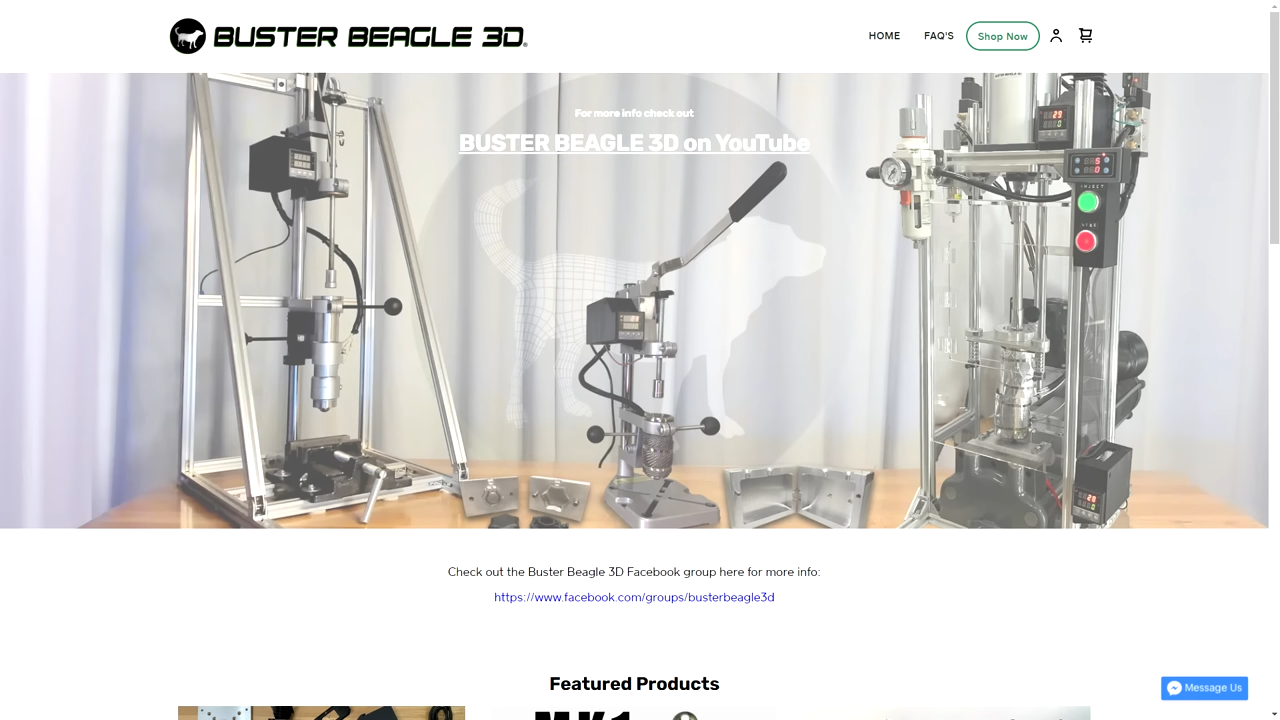 BUSTER BEAGLE 3D®
HOME
FAQ'S
Shop Now
For more info check out
BUSTER BEAGLE 3D on YouTube
INJECT
Check out the Buster Beagle 3D Facebook group here for more info:
https://www.facebook.com/groups/busterbeagle3d
Featured Products
Message Us